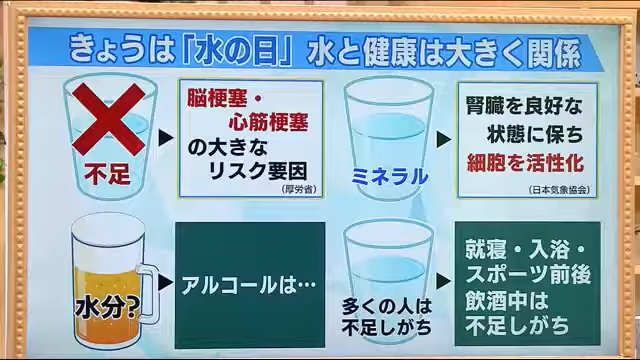 きょうは「水の日」 水と健康は大きく関係
不足
脳梗塞・
心筋梗塞
の大きな
リスク要因
(厚労省)
ミネラル
腎臓を良好な
状態に保ち
細胞を活性化
(日本気象協会)
水分?
アルコールは…
多くの人は
不足しがち
就寝・入浴・
スポーツ前後
飲酒中は
不足しがち